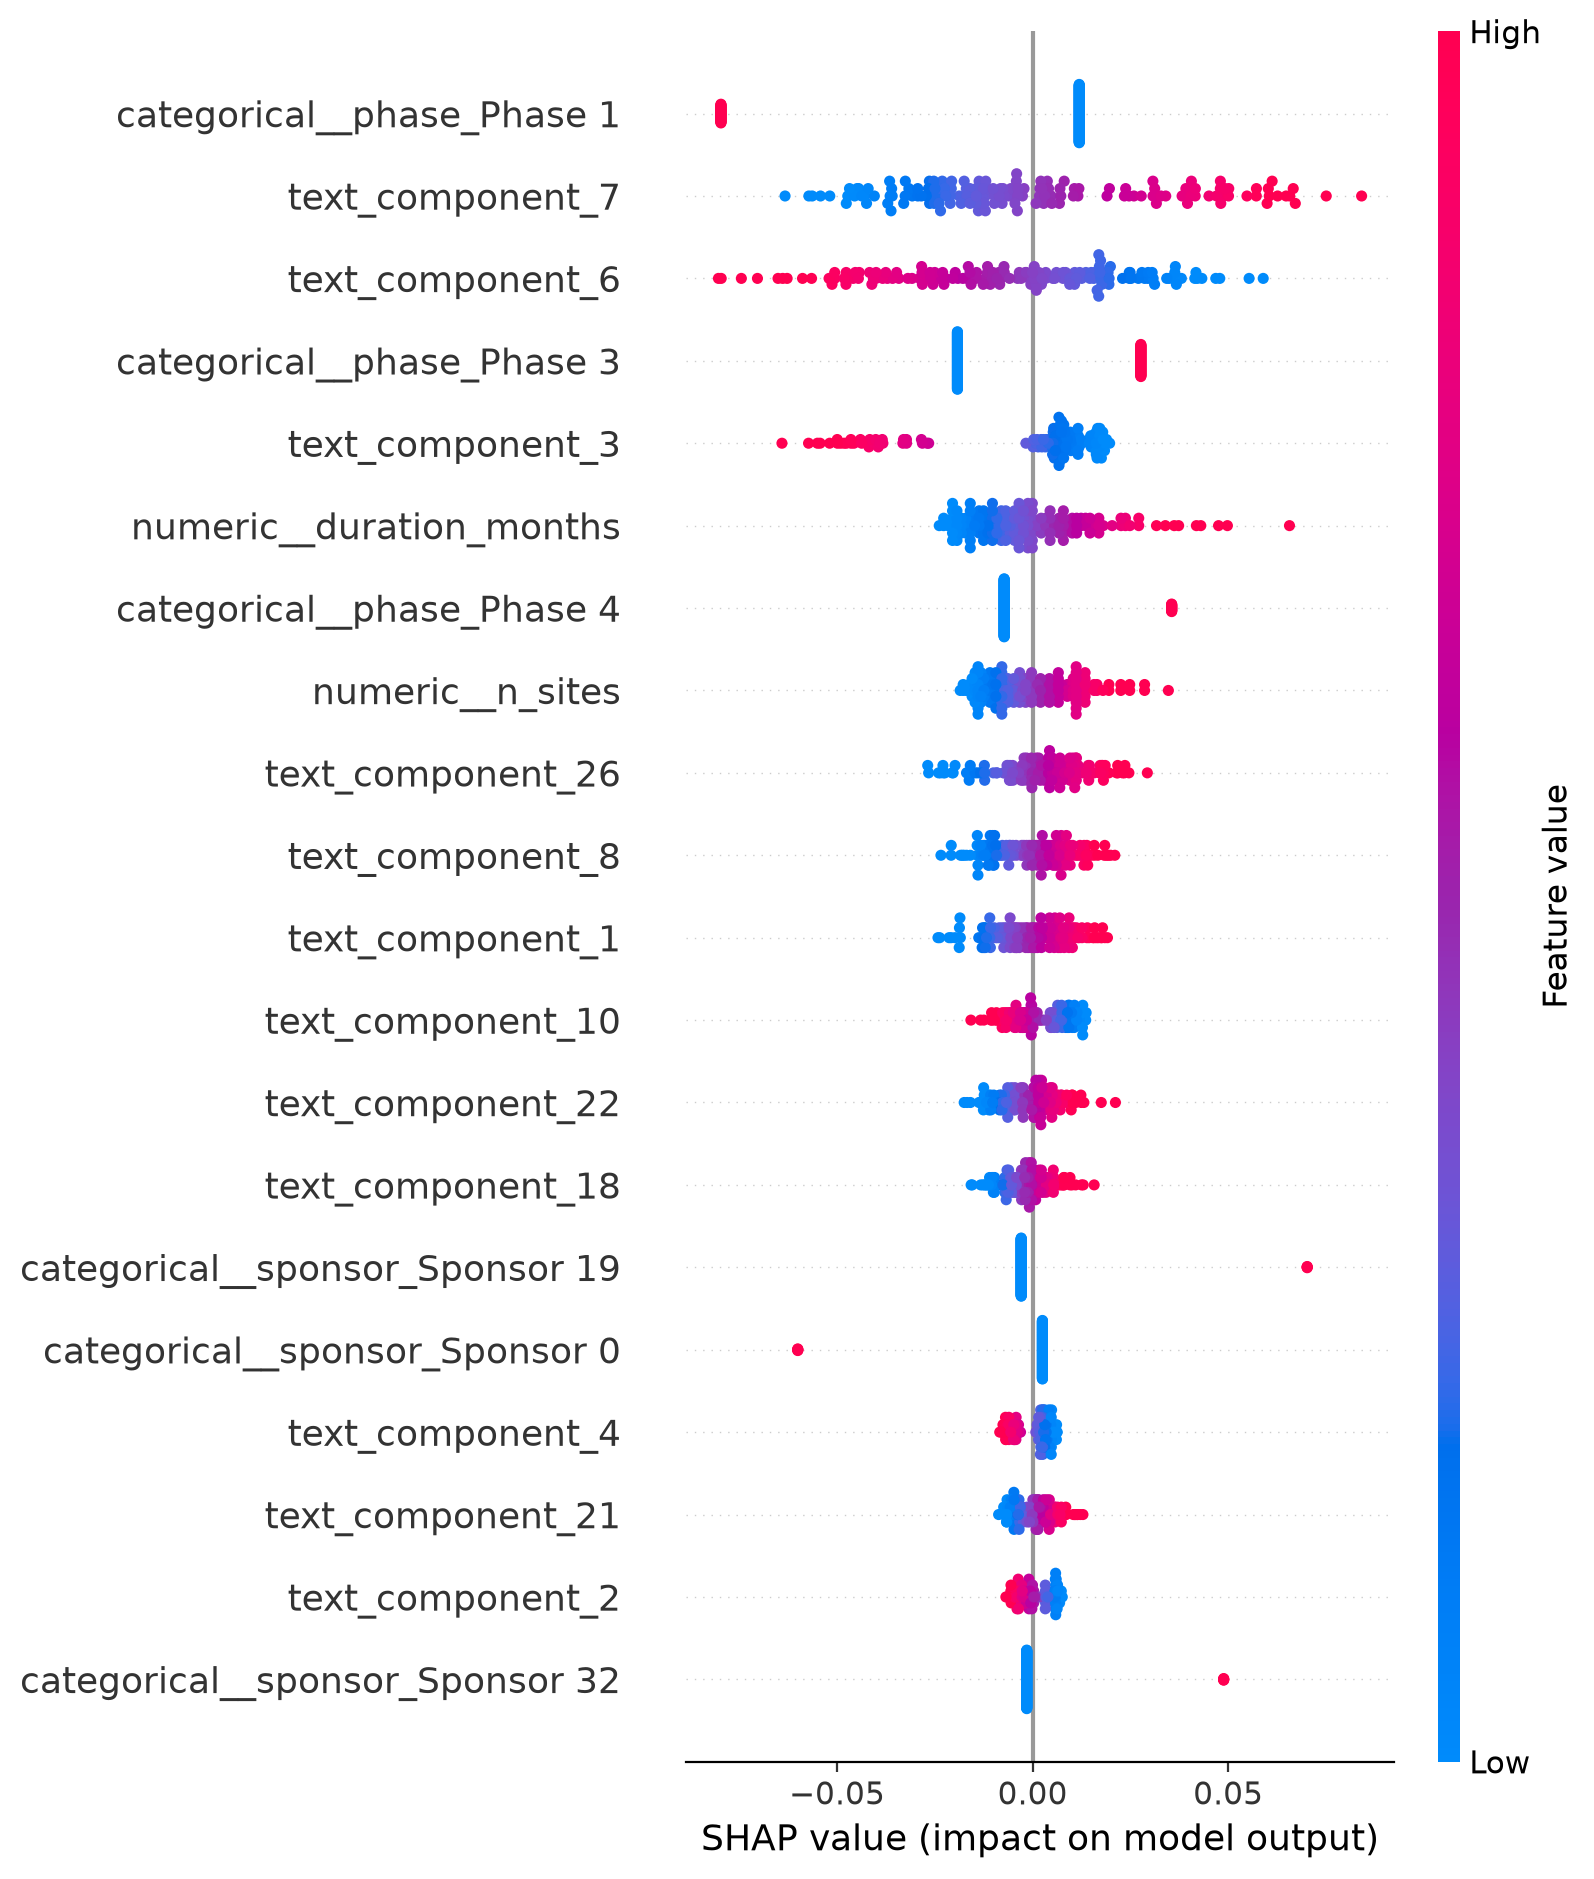 High
categorical__phase_Phase 1
text_component_7
text_component_6
categorical__phase_Phase 3
text_component_3
numeric__duration_months
categorical__phase_Phase 4
numeric__n_sites
text_component_26
text_component_8
text_component_1
text_component_10
text_component_22
text_component_18
categorical__sponsor_Sponsor 19
categorical__sponsor_Sponsor 0
text_component_4
text_component_21
text_component_2
categorical__sponsor_Sponsor 32
Feature value
Low
−0.05 0.00 0.05
SHAP value (impact on model output)